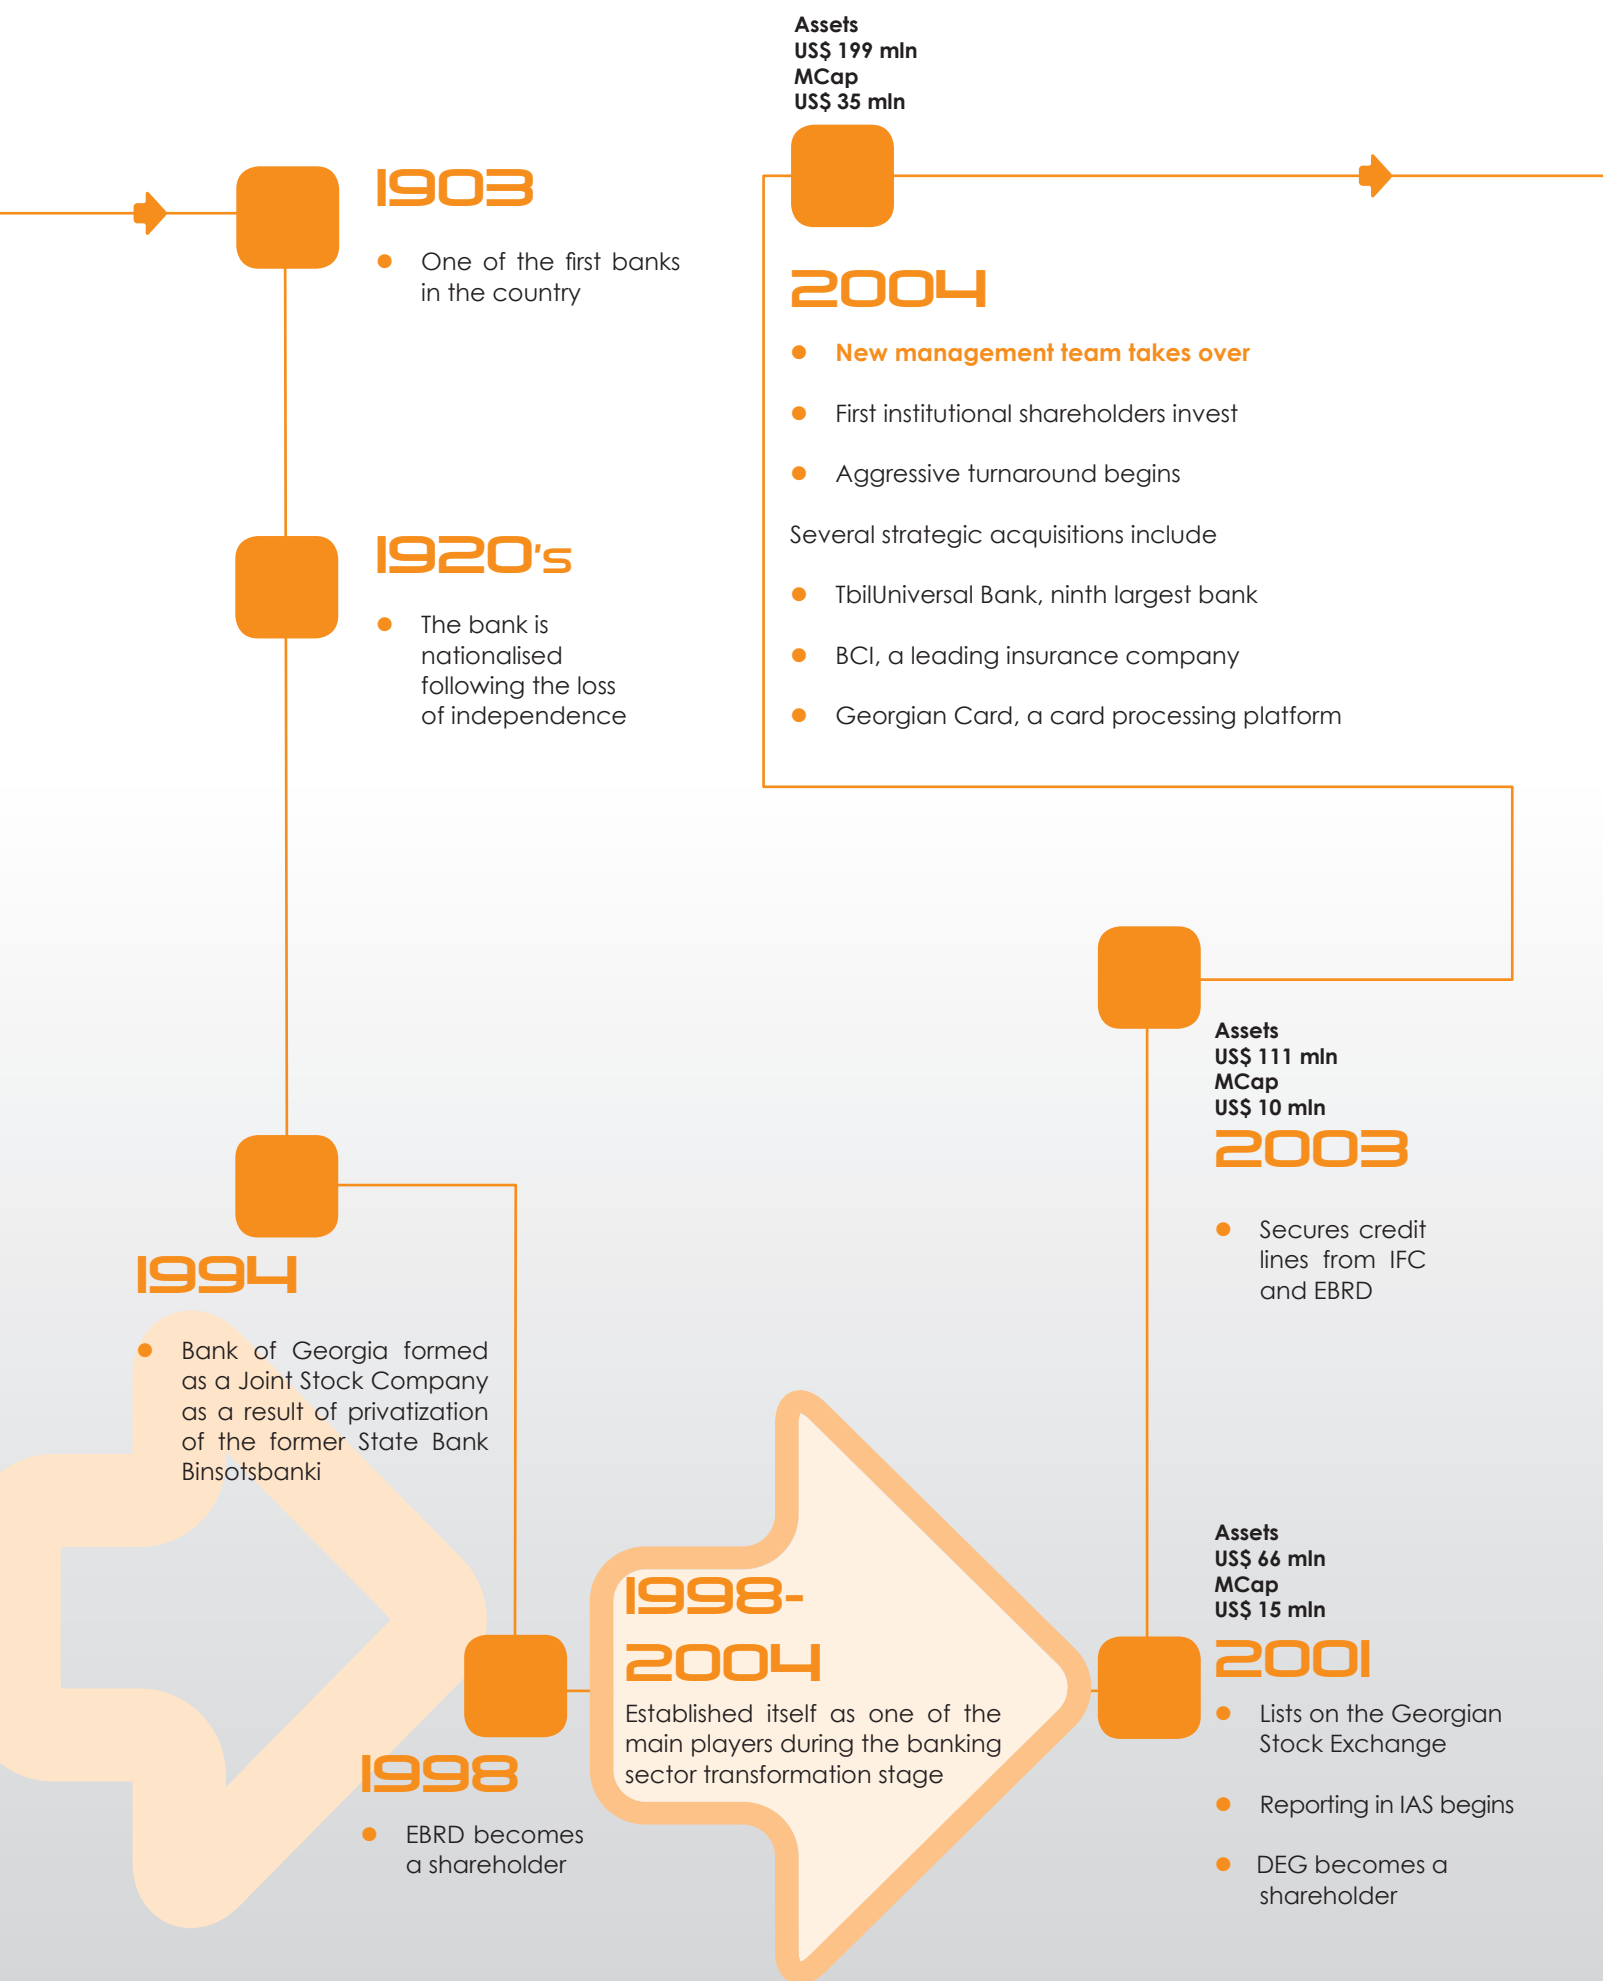 1903
One of the first banks
in the country
1920's
The bank is
nationalised
following the loss
of independence
1994
Bank of Georgia formed
as a Joint Stock Company
as a result of privatization
of the former State Bank
Binsotsbanki
1998
EBRD becomes
a shareholder
1998-
2004
Established itself as one of the
main players during the banking
sector transformation stage
Assets
US$ 66 mln
MCap
US$ 15 mln
2001
Lists on the Georgian
Stock Exchange
Reporting in IAS begins
DEG becomes a
shareholder
Assets
US$ 111 mln
MCap
US$ 10 mln
2003
Secures credit
lines from IFC
and EBRD
Assets
US$ 199 mln
MCap
US$ 35 mln
2004
New management team takes over
First institutional shareholders invest
Aggressive turnaround begins
Several strategic acquisitions include
TbilUniversal Bank, ninth largest bank
BCI, a leading insurance company
Georgian Card, a card processing platform